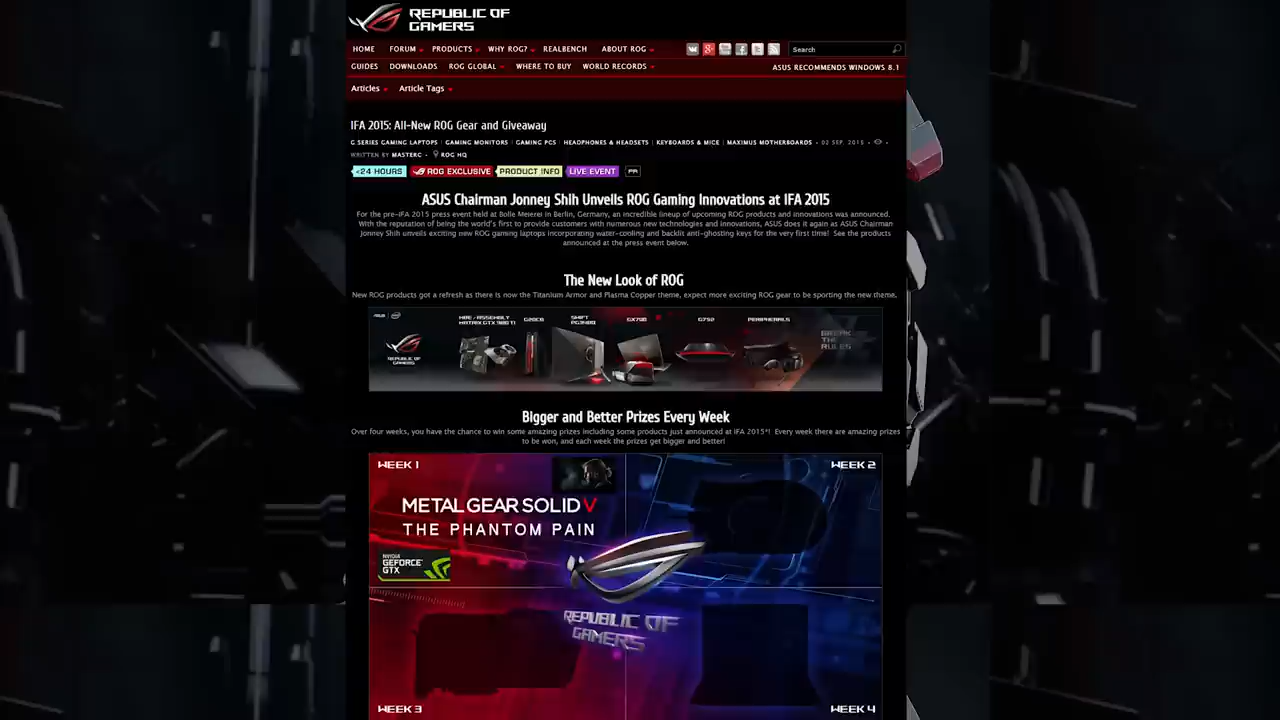 REPUBLIC OF
GAMERS
HOME FORUM PRODUCTS WHY ROG? REALBENCH ABOUT ROG Search
GUIDES DOWNLOADS ROG GLOBAL WHERE TO BUY WORLD RECORDS ASUS RECOMMENDS WINDOWS 8.1
Articles Article Tags
IFA 2015: All-New ROG Gear and Giveaway
G SERIES GAMING LAPTOPS | GAMING MONITORS | GAMING PCS | HEADPHONES & HEADSETS | KEYBOARDS & MICE | MAXIMUS MOTHERBOARDS • 02 SEP, 2015 •
WRITTEN BY MASTERC • ROG HQ
<24 HOURS ROG EXCLUSIVE PRODUCT INFO LIVE EVENT PR
ASUS Chairman Jonney Shih Unveils ROG Gaming Innovations at IFA 2015
For the pre-IFA 2015 press event held at Bolle Meierei in Berlin, Germany, an incredible lineup of upcoming ROG products and innovations was announced.
With the reputation of being the world's first to provide customers with numerous new technologies and innovations, ASUS does it again as ASUS Chairman
Jonney Shih unveils exciting new ROG gaming laptops incorporating water-cooling and backlit anti-ghosting keys for the very first time! See the products
announced at the press event below.
The New Look of ROG
New ROG products got a refresh as there is now the Titanium Armor and Plasma Copper theme, expect more exciting ROG gear to be sporting the new theme.
G20CB
SWIFT
PG348Q
GX700
G752
PERIPHERALS
REPUBLIC OF
GAMERS
BREAK
THE
RULES
Bigger and Better Prizes Every Week
Over four weeks, you have the chance to win some amazing prizes including some products just announced at IFA 2015*! Every week there are amazing prizes
to be won, and each week the prizes get bigger and better!
WEEK 1 WEEK 2
METAL GEAR SOLID V
THE PHANTOM PAIN
NVIDIA
GEFORCE
GTX
REPUBLIC OF
GAMERS
WEEK 3 WEEK 4